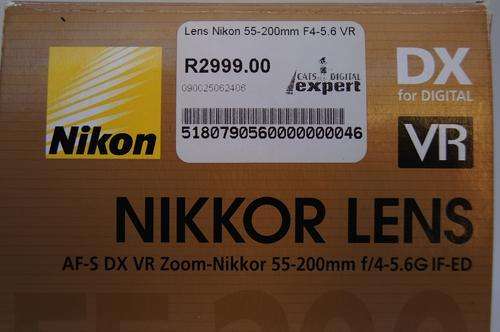 Lens Nikon 55-200mm F4-5.6 VR
R2999.00
090025062406
CATS DIGITAL
expert
5180790560000000046
Nikon
DX
for DIGITAL
VR
NIKKOR LENS
AF-S DX VR Zoom-Nikkor 55-200mm f/4-5.6G IF-ED